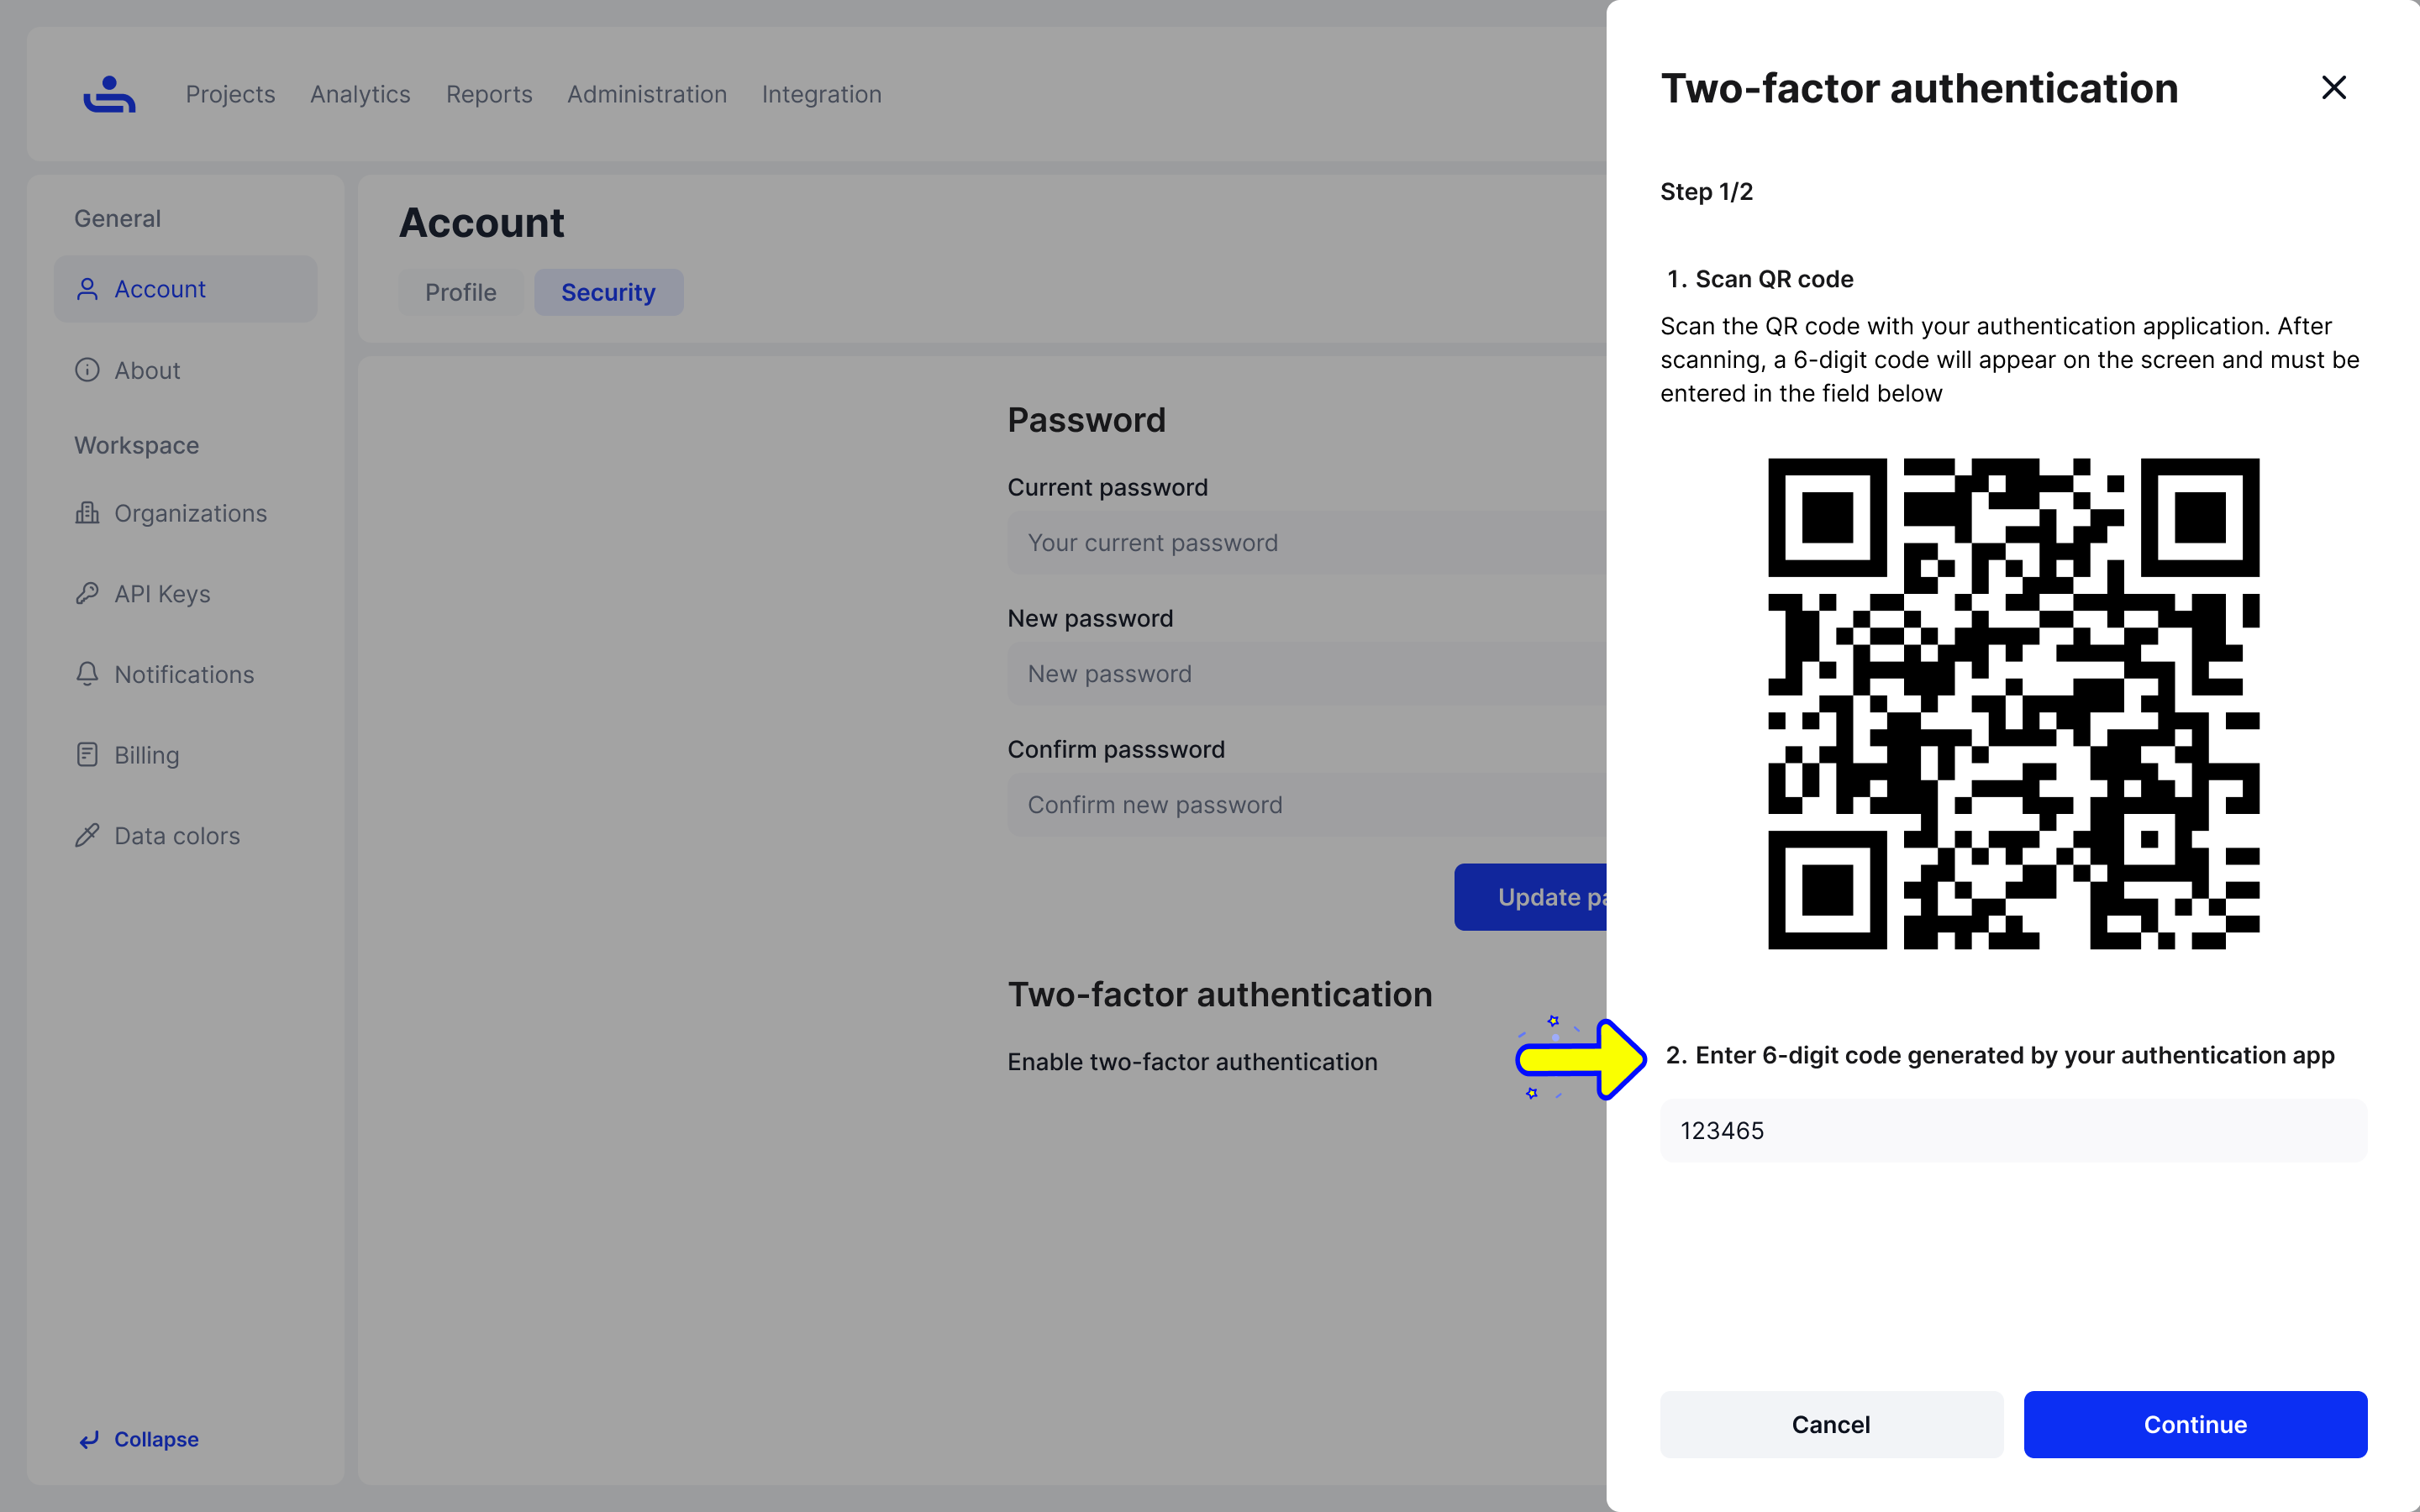 Projects Analytics Reports Administration Integration
General
Account
About
Workspace
Organizations
API Keys
Notifications
Billing
Data colors
Collapse
Account
Profile Security
Password
Current password
Your current password
New password
New password
Confirm passsword
Confirm new password
Update pa
Two-factor authentication
Enable two-factor authentication
Two-factor authentication
Step 1/2
1. Scan QR code
Scan the QR code with your authentication application. After
scanning, a 6-digit code will appear on the screen and must be
entered in the field below
2. Enter 6-digit code generated by your authentication app
123465
Cancel Continue